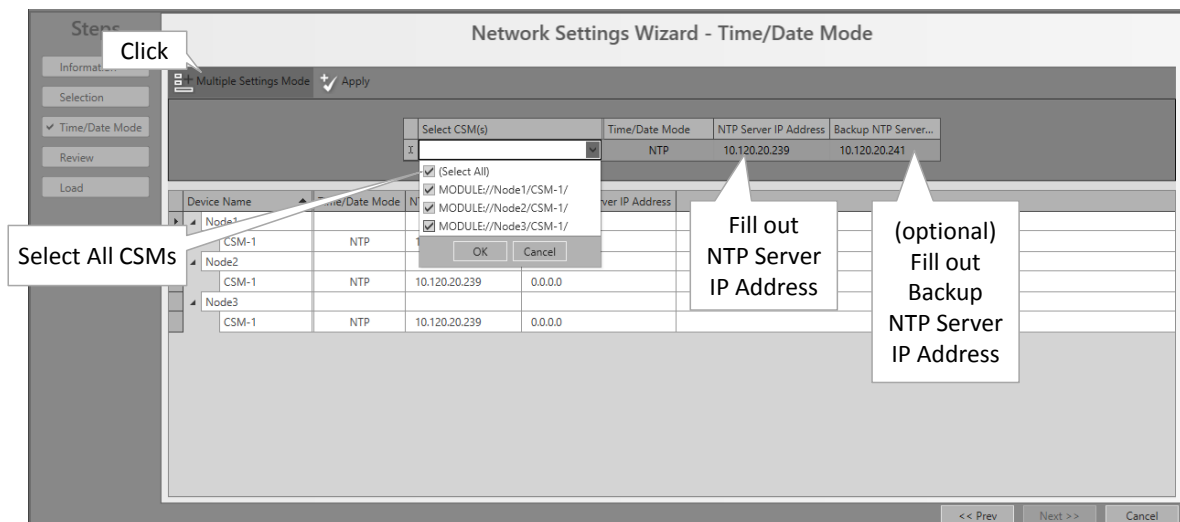 Steps
Network Settings Wizard - Time/Date Mode
Click
Multiple Settings Mode
Apply
Selection
Time/Date Mode
Review
Load
Select CSM(s)
Time/Date Mode
NTP Server IP Address
Backup NTP Server...
NTP
10.120.20.239
10.120.20.241
(Select All)
MODULE://Node1/CSM-1/
MODULE://Node2/CSM-1/
MODULE://Node3/CSM-1/
OK
Cancel
Device Name
Time/Date Mode
ver IP Address
Node1
CSM-1
NTP
Node2
CSM-1
NTP
10.120.20.239
0.0.0.0
Node3
CSM-1
NTP
10.120.20.239
0.0.0.0
Select All CSMs
Fill out
NTP Server
IP Address
(optional)
Fill out
Backup
NTP Server
IP Address
<< Prev
Next >>
Cancel